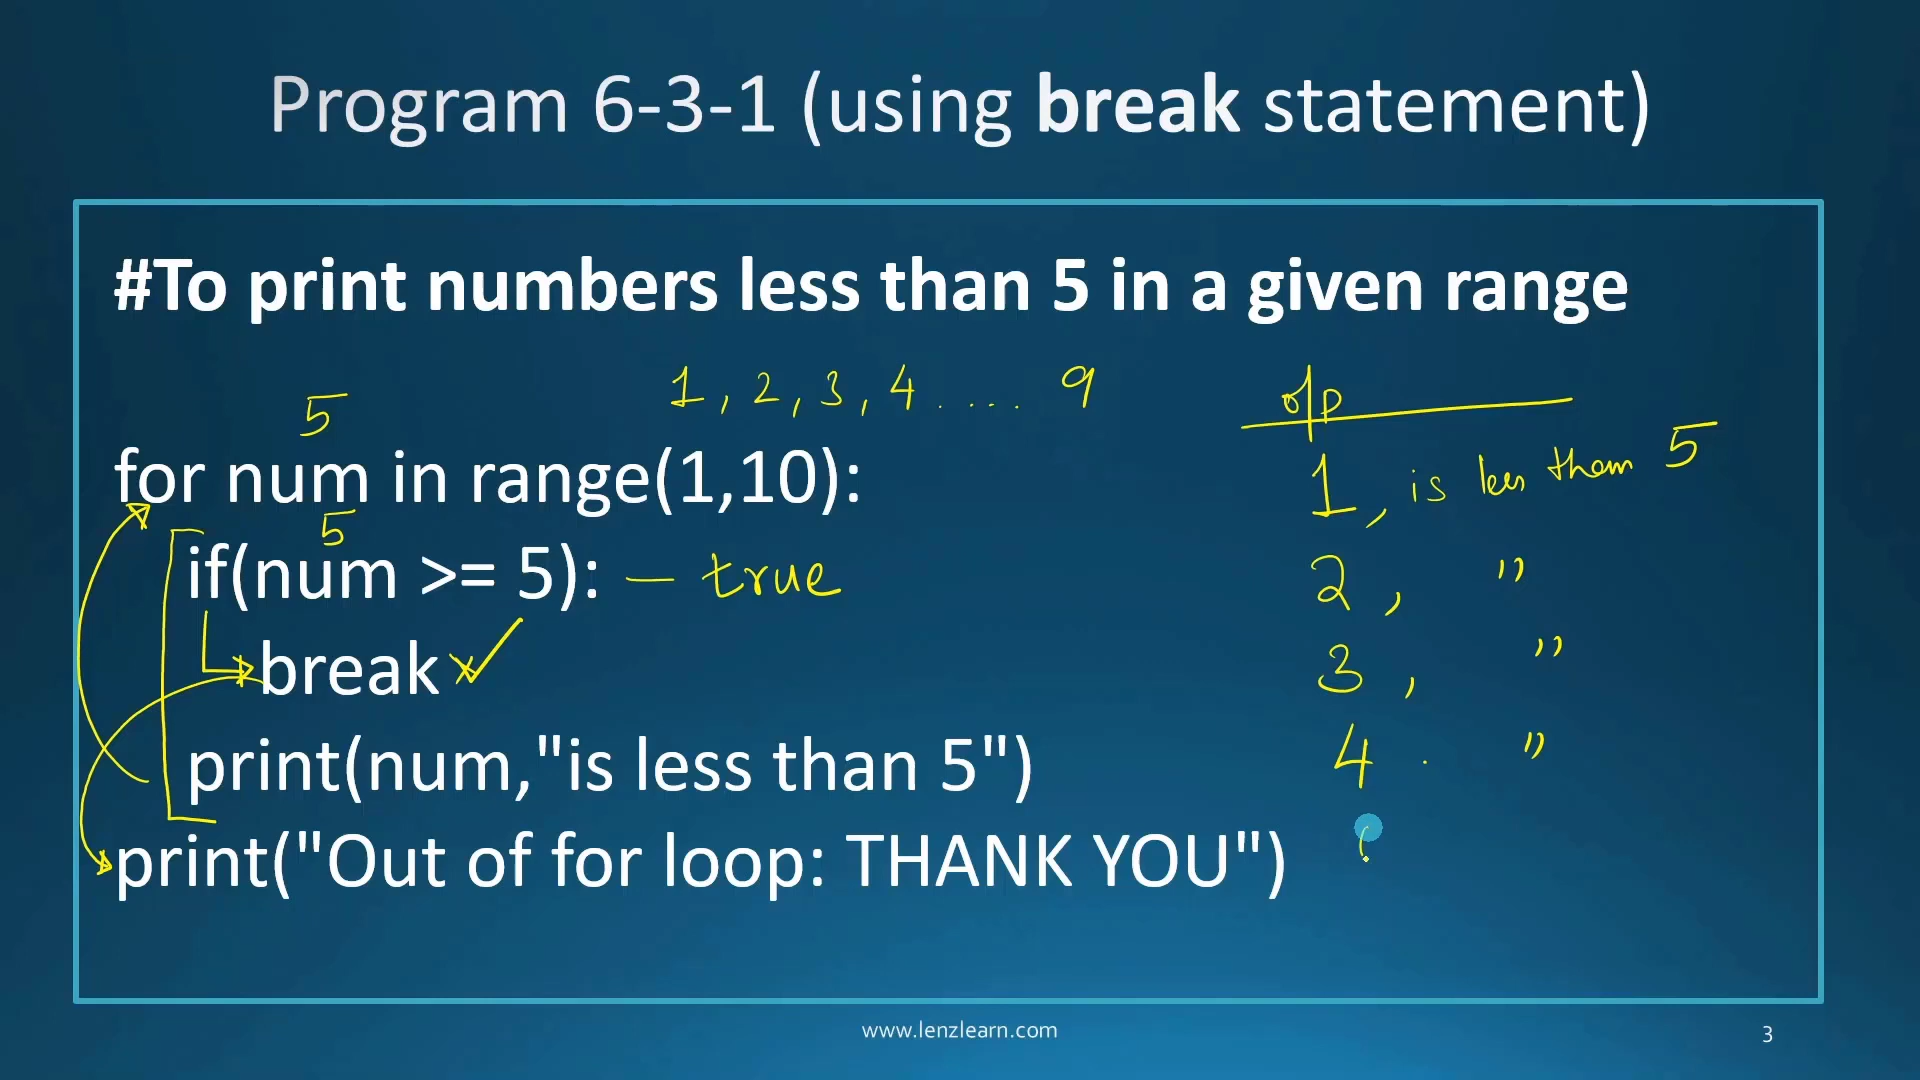 Program 6-3-1 (using break statement)
#To print numbers less than 5 in a given range
1, 2, 3, 4 .... 9
o/p
5
for num in range(1,10):
1, is less than 5
5
if(num >= 5): — true
2, "
break
3, "
print(num,"is less than 5")
4 . "
print("Out of for loop: THANK YOU")
www.lenzlearn.com
3